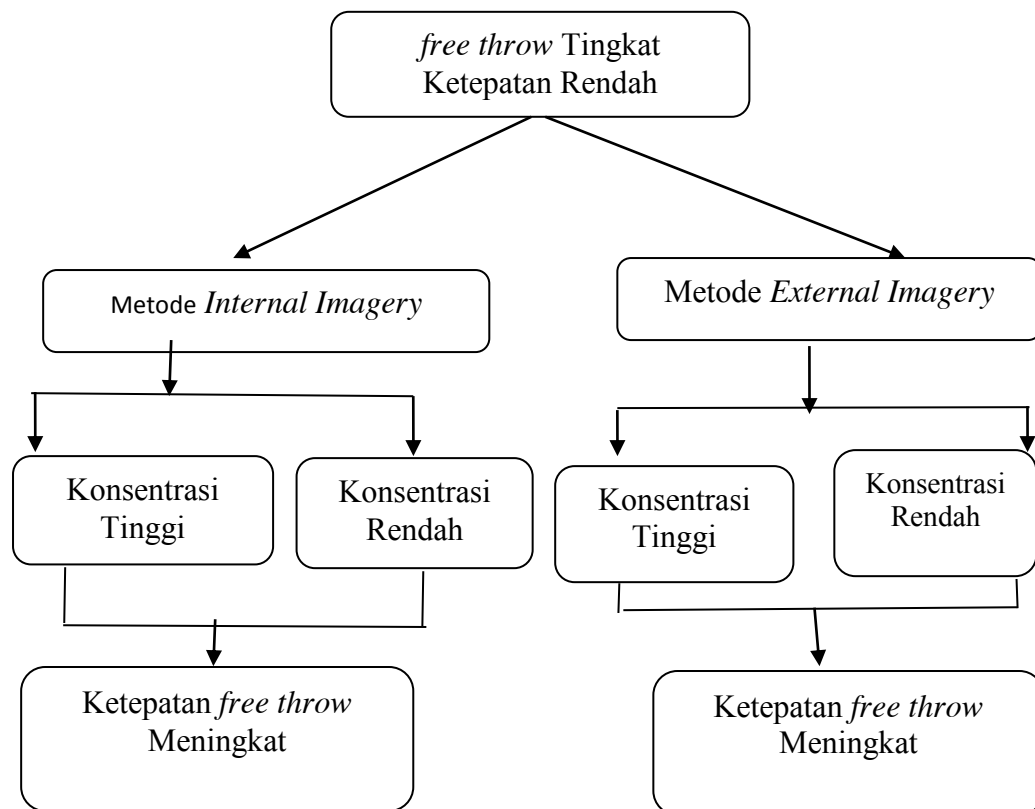 free throw Tingkat
Ketepatan Rendah
Metode Internal Imagery
Metode External Imagery
Konsentrasi
Tinggi
Konsentrasi
Rendah
Konsentrasi
Tinggi
Konsentrasi
Rendah
Ketepatan free throw
Meningkat
Ketepatan free throw
Meningkat